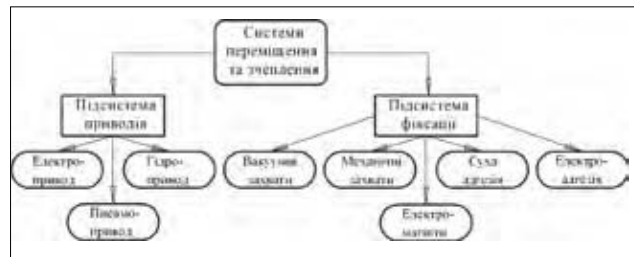 Системи
переміщення
та зчеплення
Підсистема
приводів
Підсистема
фіксації
Електро-
привод
Гідро-
привод
Вакуумні
захвати
Механічні
захвати
Суха
адгезія
Електро-
адгезія
Пневмо-
привод
Електро-
магніти